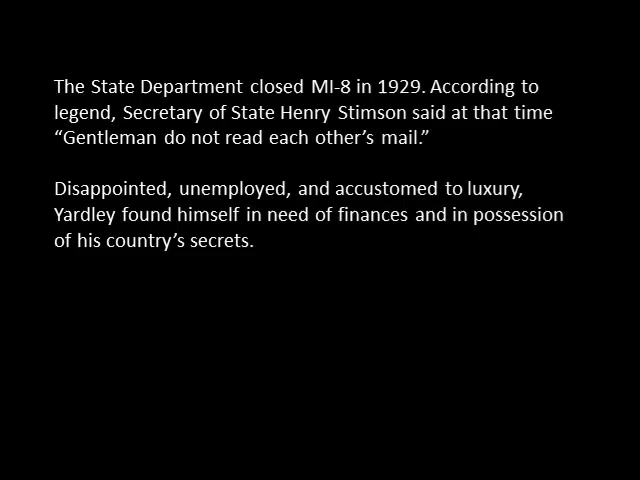 The State Department closed MI-8 in 1929. According to
legend, Secretary of State Henry Stimson said at that time
“Gentleman do not read each other’s mail.”
Disappointed, unemployed, and accustomed to luxury,
Yardley found himself in need of finances and in possession
of his country’s secrets.